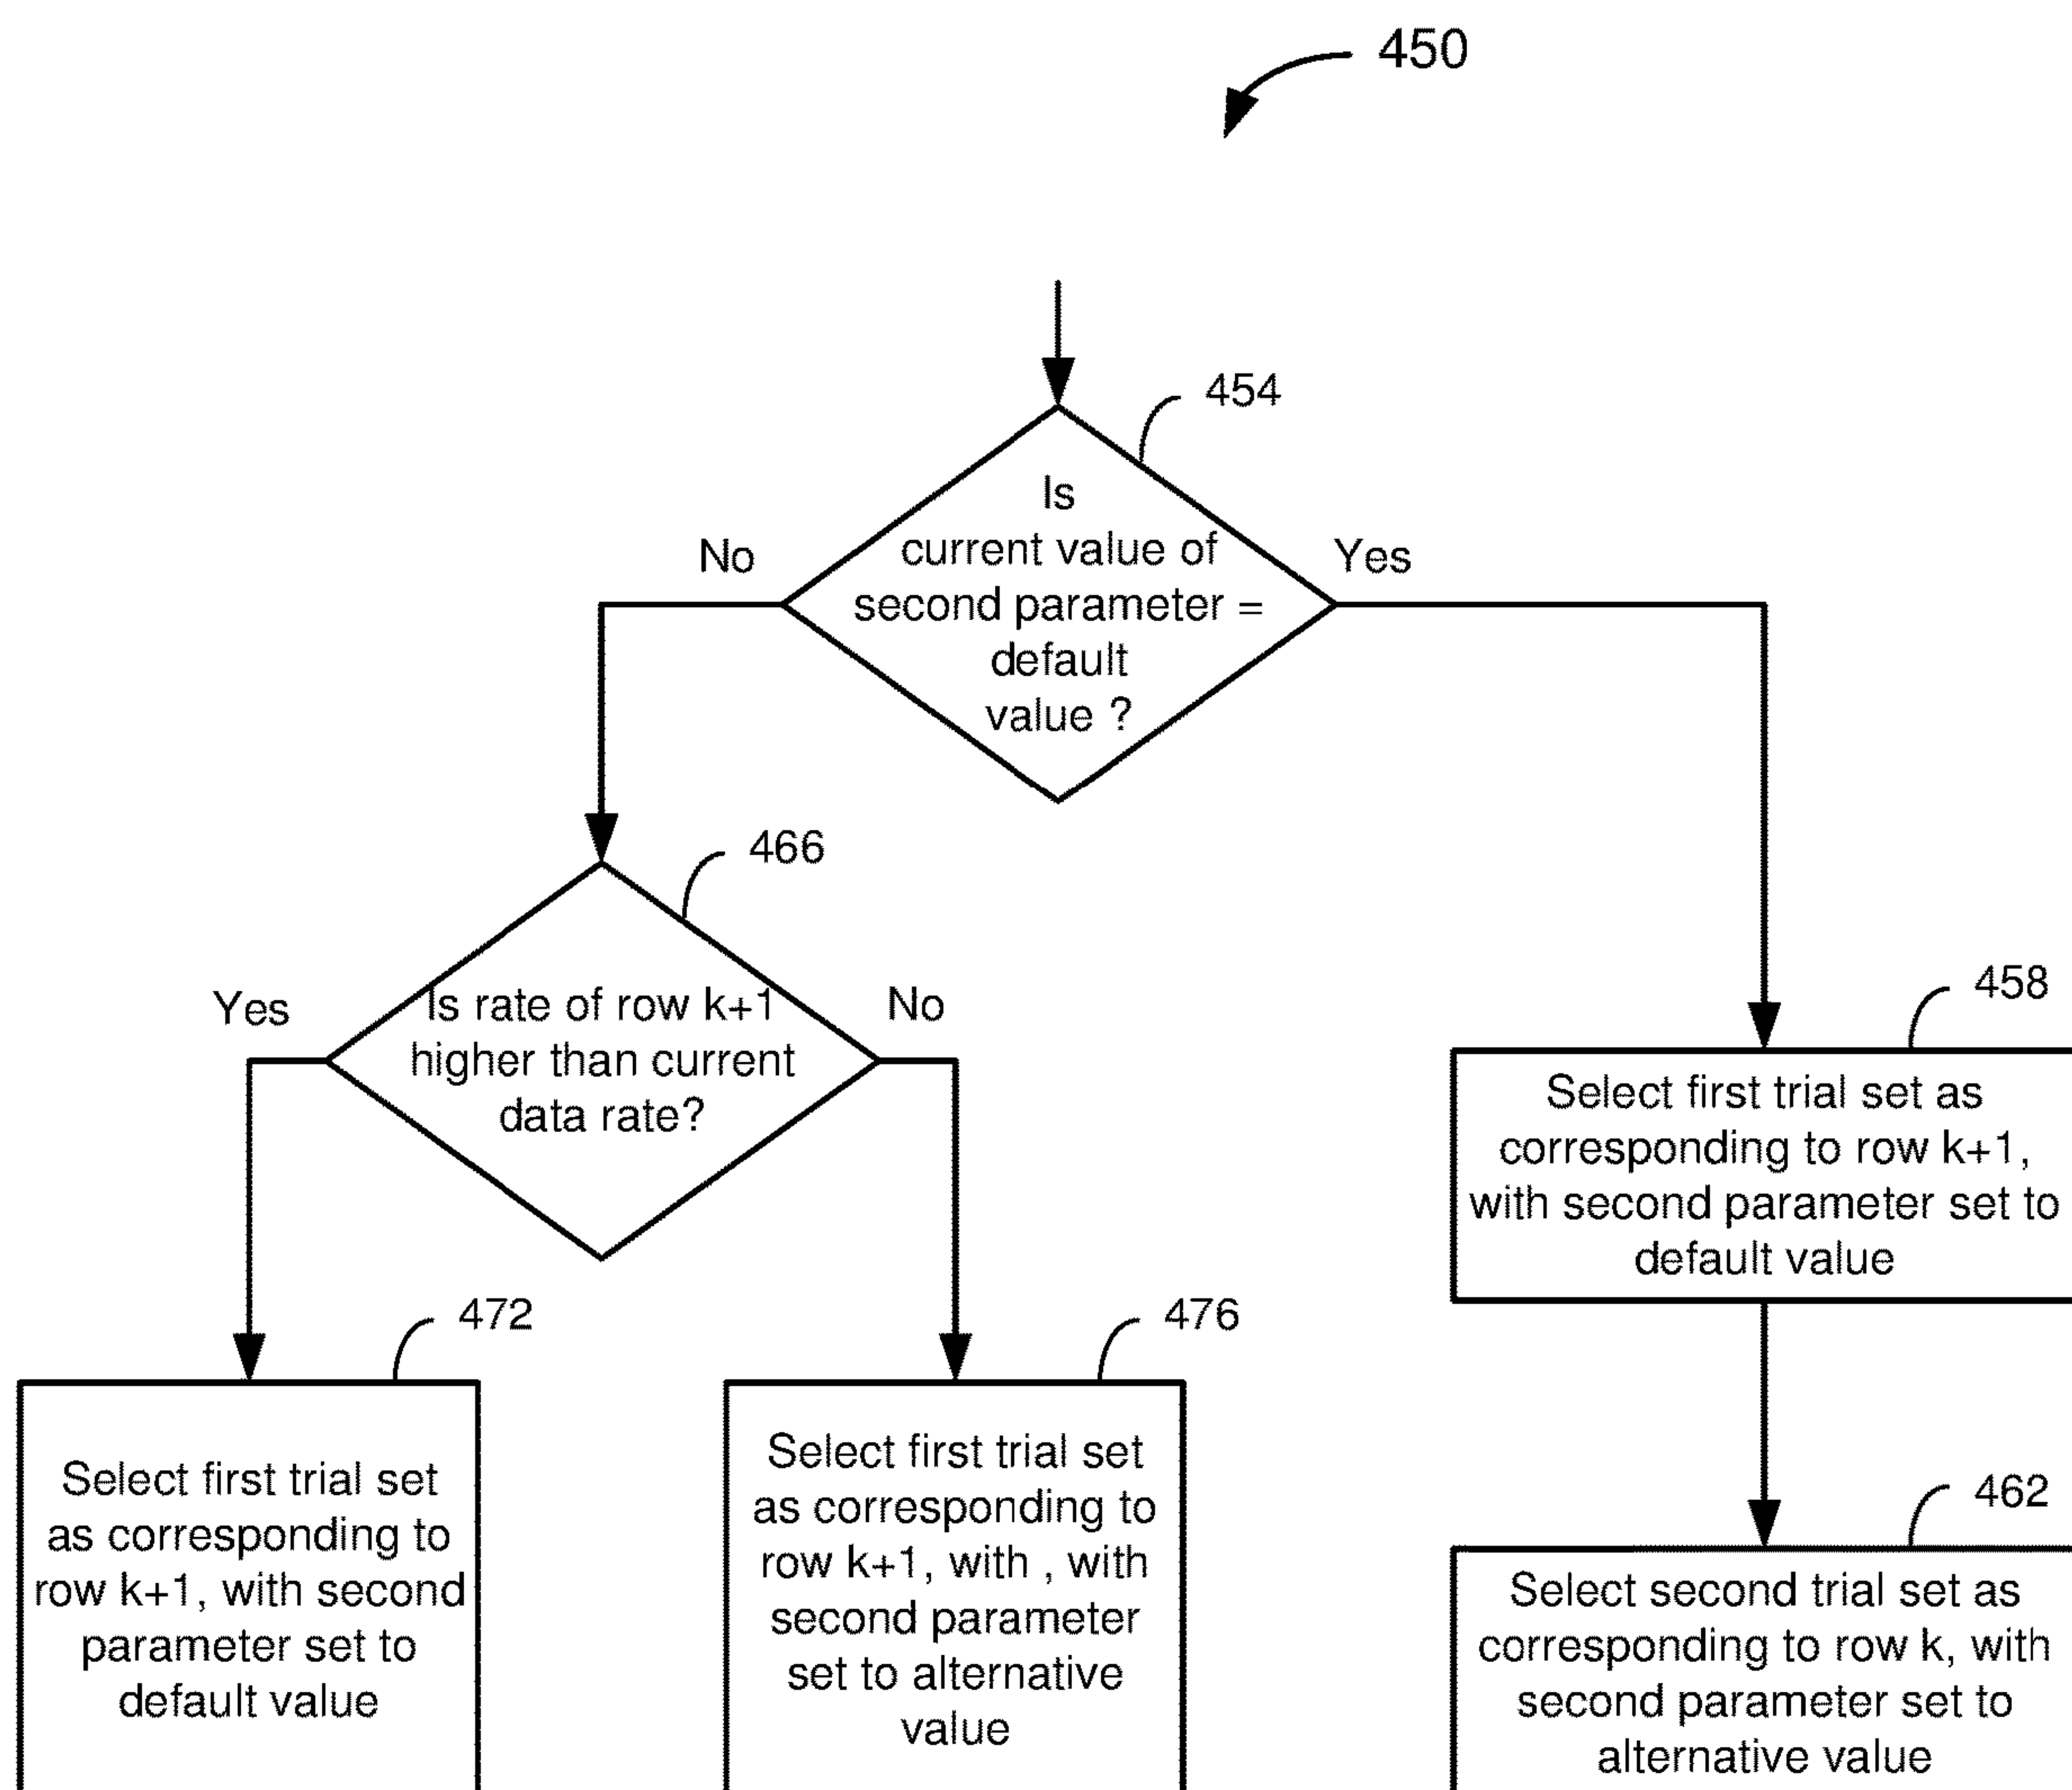 450
454
Is
current value of
second parameter =
default
value ?
No
Yes
466
Is rate of row k+1
higher than current
data rate?
Yes
No
458
Select first trial set as
corresponding to row k+1,
with second parameter set to
default value
472
Select first trial set
as corresponding to
row k+1, with second
parameter set to
default value
476
Select first trial set
as corresponding to
row k+1, with , with
second parameter
set to alternative
value
462
Select second trial set as
corresponding to row k, with
second parameter set to
alternative value